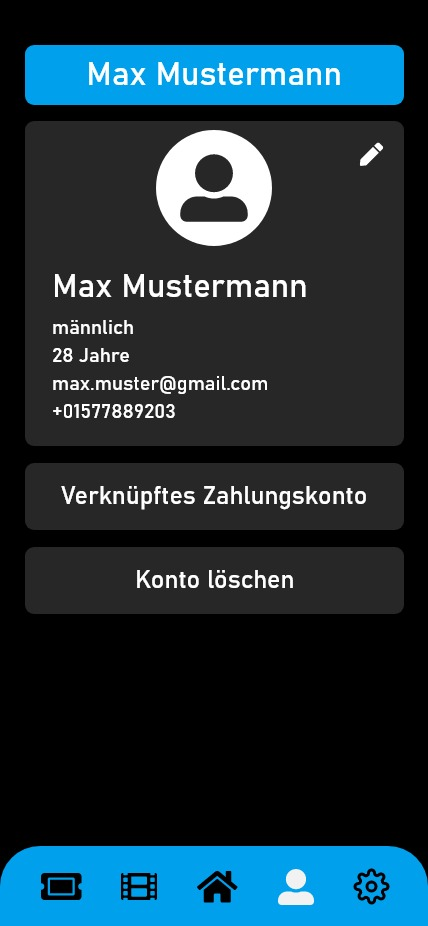 Max Mustermann
Max Mustermann
männlich
28 Jahre
max.muster@gmail.com
+01577889203
Verknüpftes Zahlungskonto
Konto löschen